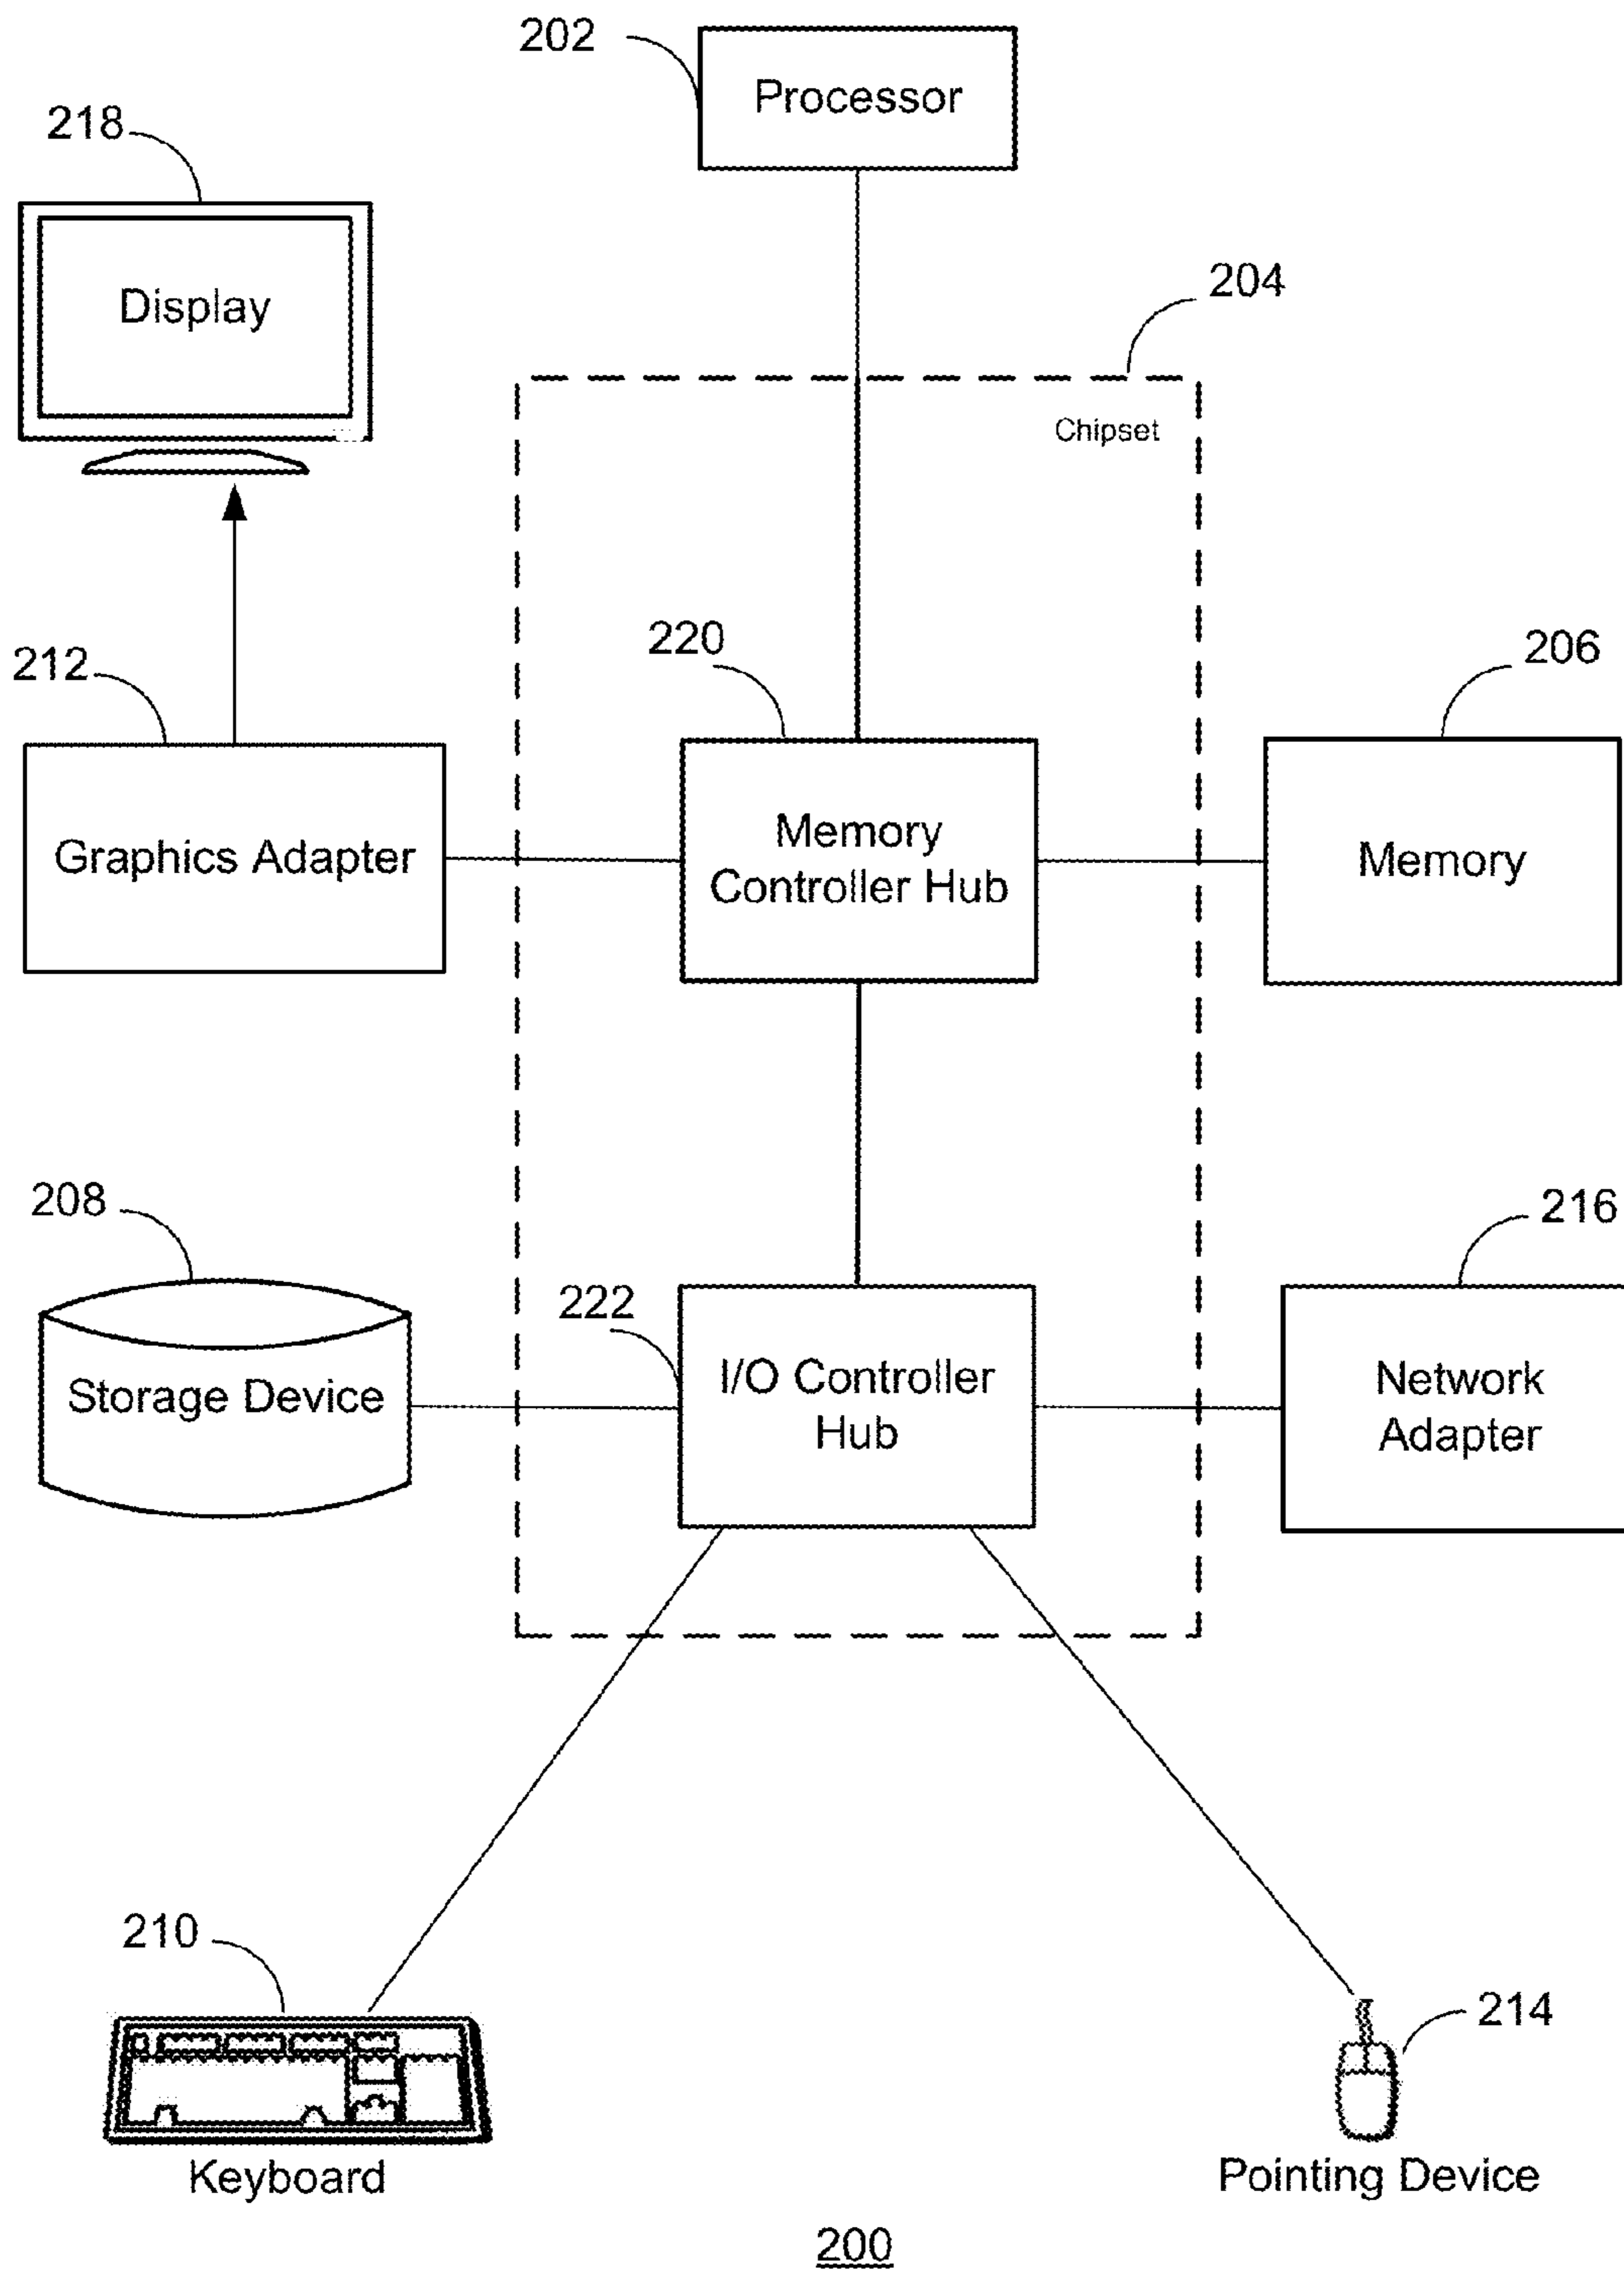 202
Processor
218
Display
204
Chipset
220
212
206
Graphics Adapter
Memory
Controller Hub
Memory
208
216
222
Storage Device
I/O Controller
Hub
Network
Adapter
210
214
Keyboard
Pointing Device
200